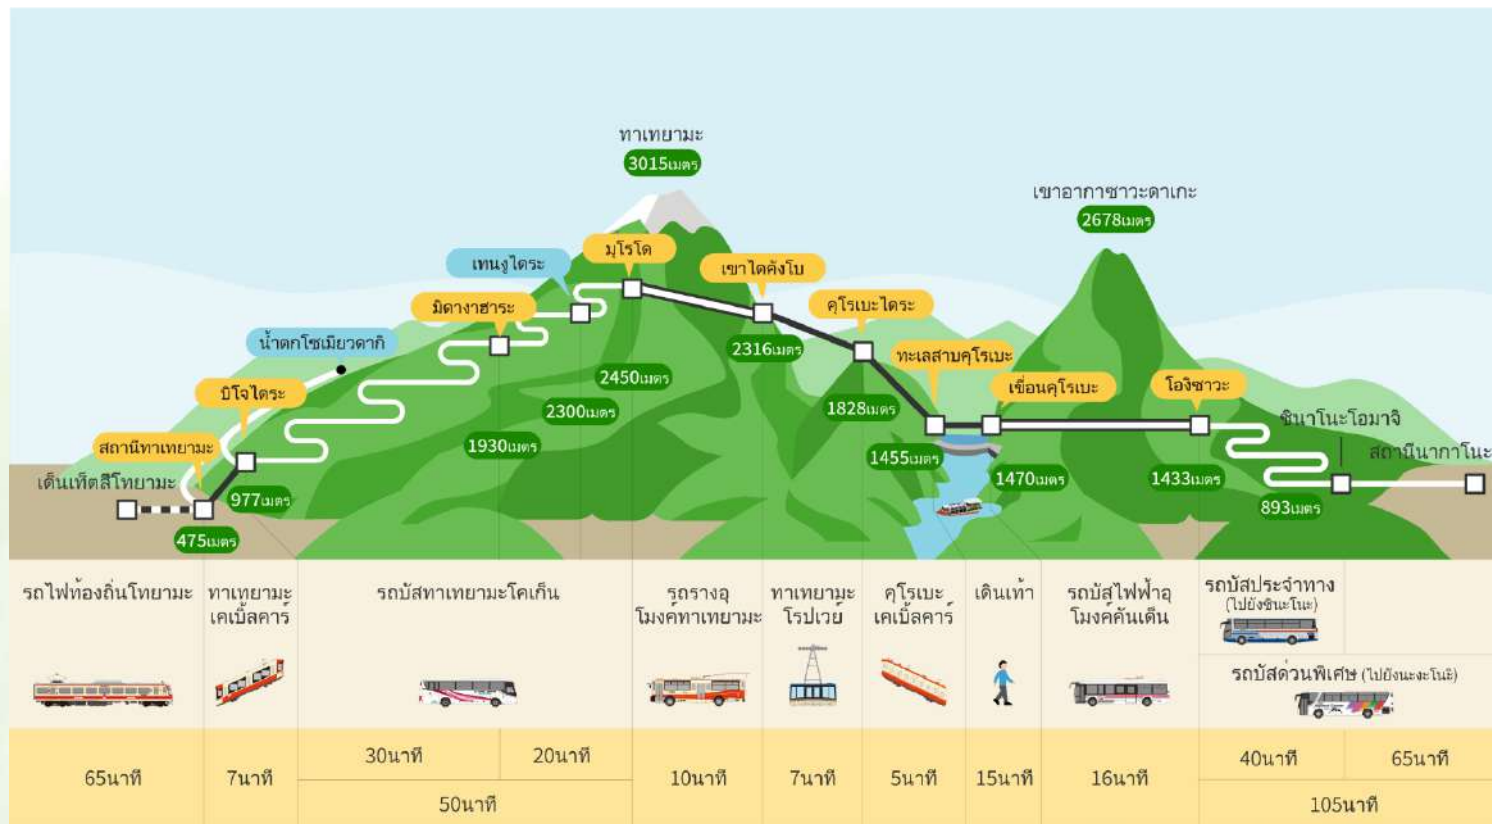 ทาเทยามะ
3015เมตร
เขาอากาซาวะดาเกะ
2678เมตร
มุโรโด
เทนงูไดระ
เขาไดคังโบ
มิดางาฮาระ
คุโรเบะไดระ
น้ำตกโชเมียวดากิ
2316เมตร
ทะเลสาบคุโรเบะ
2450เมตร
บิโจไดระ
เขื่อนคุโรเบะ
โองิซาวะ
2300เมตร
1828เมตร
ชินาโนะโอมาจิ
สถานีทาเทยามะ
1930เมตร
สถานีนากาโนะ
1455เมตร
เด็นเท็ตสึโทยามะ
977เมตร
1470เมตร
1433เมตร
893เมตร
475เมตร
รถไฟท้องถิ่นโทยามะ
ทาเทยามะ
เคเบิ้ลคาร์
รถบัสทาเทยามะโคเก็น
รถรางอุ
โมงค์ทาเทยามะ
ทาเทยามะ
โรปเวย์
คุโรเบะ
เคเบิ้ลคาร์
เดินเท้า
รถบัสไฟฟ้าอุ
โมงค์คันเด็น
รถบัสประจำทาง
(ไปยังชินะโนะ)
รถบัสด่วนพิเศษ (ไปยังนะงะโนะ)
65นาที
7นาที
30นาที
20นาที
50นาที
10นาที
7นาที
5นาที
15นาที
16นาที
40นาที
65นาที
105นาที